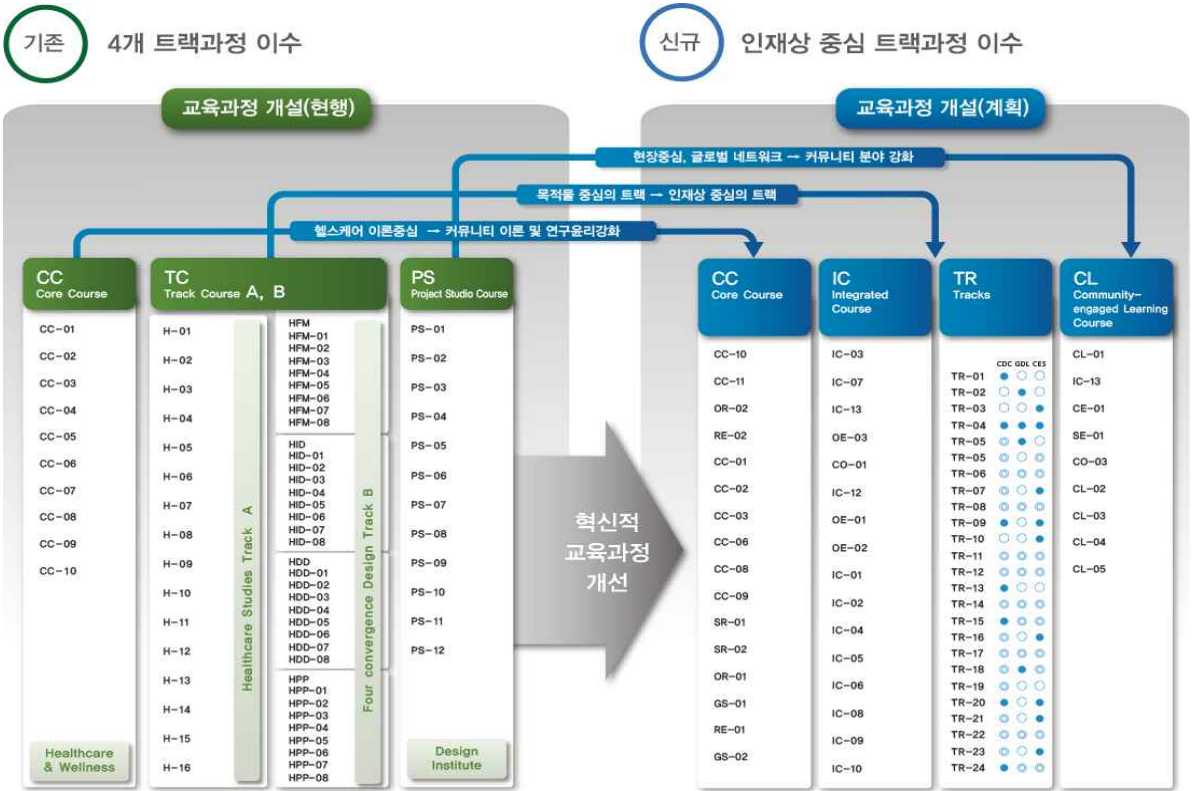 기존
4개 트랙과정 이수
신규
인재상 중심 트랙과정 이수
교육과정 개설(현행)
교육과정 개설(계획)
현장중심, 글로벌 네트워크 → 커뮤니티 분야 강화
목적물 중심의 트랙 → 인재상 중심의 트랙
헬스케어 이론중심 → 커뮤니티 이론 및 연구윤리강화
CC
Core Course
CC-01
CC-02
CC-03
CC-04
CC-05
CC-06
CC-07
CC-08
CC-09
CC-10
Healthcare
& Wellness
TC
Track Course A, B
H-01
H-02
H-03
H-04
H-05
H-06
H-07
H-08
H-09
H-10
H-11
H-12
H-13
H-14
H-15
H-16
Healthcare Studies Track A
HFM
HFM-01
HFM-02
HFM-03
HFM-04
HFM-05
HFM-06
HFM-07
HFM-08
HID
HID-01
HID-02
HID-03
HID-04
HID-05
HID-06
HID-07
HID-08
HDD
HDD-01
HDD-02
HDD-03
HDD-04
HDD-05
HDD-06
HDD-07
HDD-08
HPP
HPP-01
HPP-02
HPP-03
HPP-04
HPP-05
HPP-06
HPP-07
HPP-08
Four convergence Design Track B
PS
Project Studio Course
PS-01
PS-02
PS-03
PS-04
PS-05
PS-06
PS-07
PS-08
PS-09
PS-10
PS-11
PS-12
Design
Institute
혁신적
교육과정
개선
CC
Core Course
CC-10
CC-11
OR-02
RE-02
CC-01
CC-02
CC-03
CC-06
CC-08
CC-09
SR-01
SR-02
OR-01
GS-01
RE-01
GS-02
IC
Integrated
Course
IC-03
IC-07
IC-13
OE-03
CO-01
IC-12
OE-01
OE-02
IC-01
IC-02
IC-04
IC-05
IC-06
IC-08
IC-09
IC-10
TR
Tracks
CDC GDL CES
TR-01
TR-02
TR-03
TR-04
TR-05
TR-05
TR-06
TR-07
TR-08
TR-09
TR-10
TR-11
TR-12
TR-13
TR-14
TR-15
TR-16
TR-17
TR-18
TR-19
TR-20
TR-21
TR-22
TR-23
TR-24
CL
Community-
engaged Learning
Course
CL-01
IC-13
CE-01
SE-01
CO-03
CL-02
CL-03
CL-04
CL-05